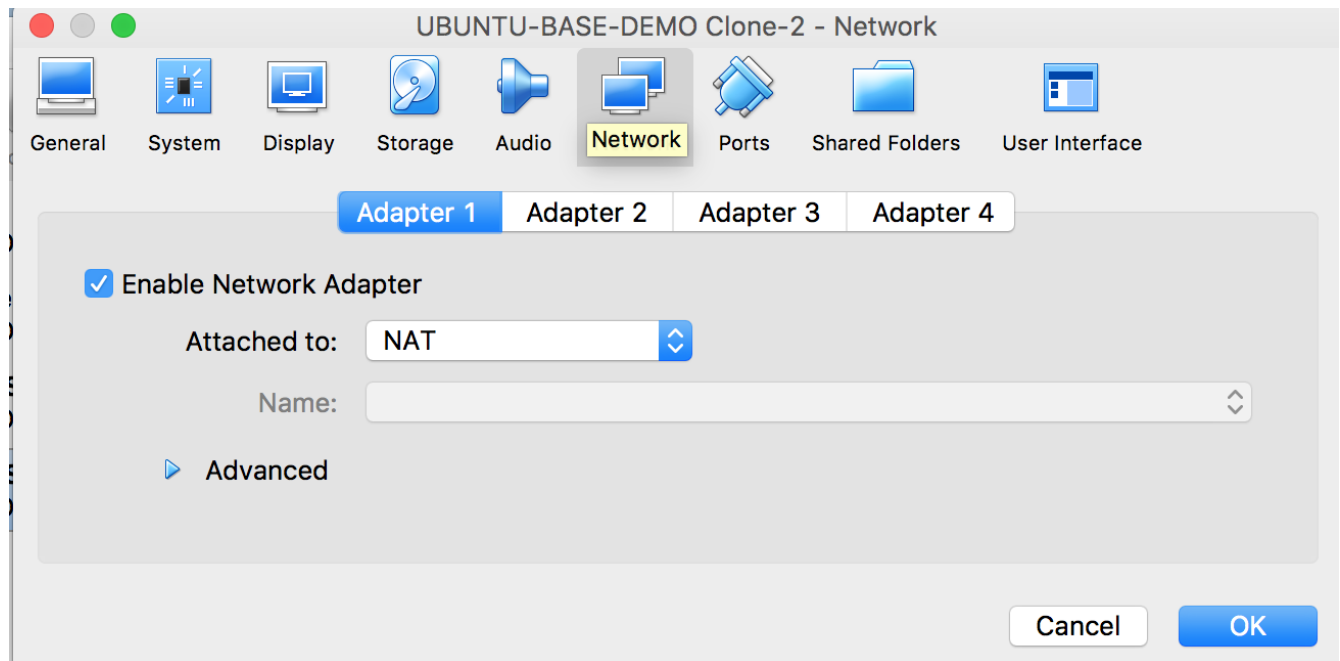 UBUNTU-BASE-DEMO Clone-2 - Network
General System Display Storage Audio Network Ports Shared Folders User Interface
Adapter 1 Adapter 2 Adapter 3 Adapter 4
Enable Network Adapter
Attached to: NAT
Name:
Advanced
Cancel OK